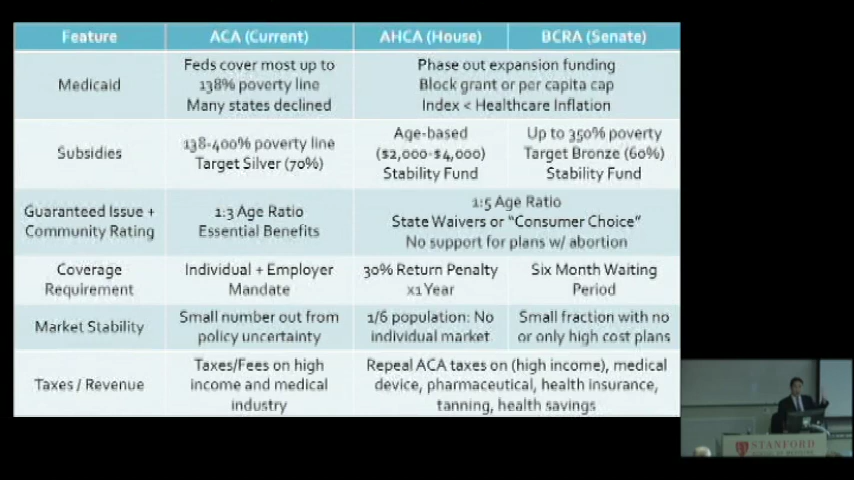 Feature
ACA (Current)
AHCA (House)
BCRA (Senate)
Medicaid
Feds cover most up to
138% poverty line
Many states declined
Phase out expansion funding
Block grant or per capita cap
Index < Healthcare Inflation
Subsidies
138-400% poverty line
Target Silver (70%)
Age-based
($2,000-$4,000)
Stability Fund
Up to 350% poverty
Target Bronze (60%)
Stability Fund
Guaranteed Issue +
Community Rating
1:3 Age Ratio
Essential Benefits
1:5 Age Ratio
State Waivers or "Consumer Choice"
No support for plans w/ abortion
Coverage
Requirement
Individual + Employer
Mandate
30% Return Penalty
x1 Year
Six Month Waiting
Period
Market Stability
Small number out from
policy uncertainty
1/6 population: No
individual market
Small fraction with no
or only high cost plans
Taxes / Revenue
Taxes/Fees on high
income and medical
industry
Repeal ACA taxes on (high income), medical
device, pharmaceutical, health insurance,
tanning, health savings
STANFORD